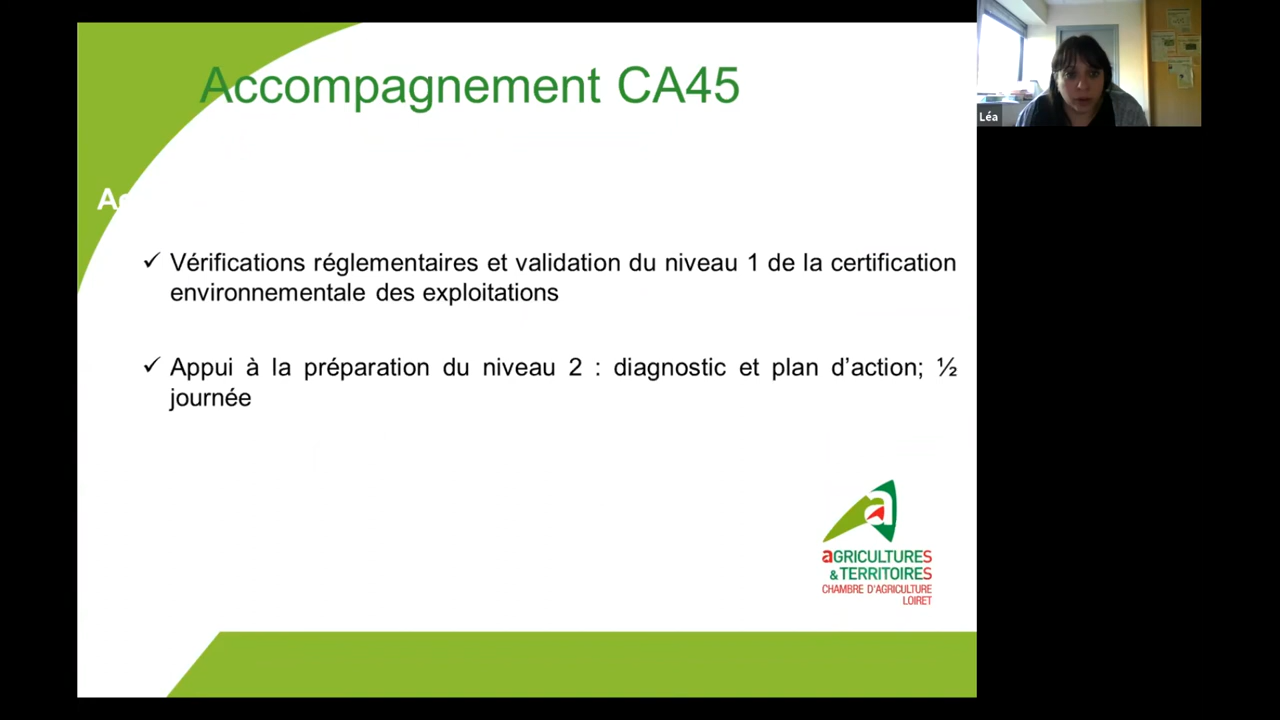 Accompagnement CA45
Léa
✓ Vérifications réglementaires et validation du niveau 1 de la certification
environnementale des exploitations
✓ Appui à la préparation du niveau 2 : diagnostic et plan d’action; ½
journée
aGRICULTURES
& TERRITOIRES
CHAMBRE D'AGRICULTURE
LOIRET